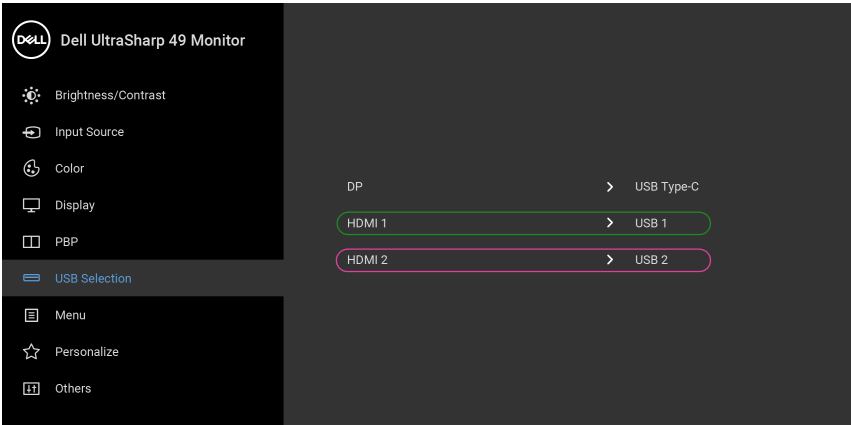 DELL
Dell UltraSharp 49 Monitor
Brightness/Contrast
Input Source
Color
Display
PBP
USB Selection
Menu
Personalize
Others
DP > USB Type-C
HDMI 1 > USB 1
HDMI 2 > USB 2